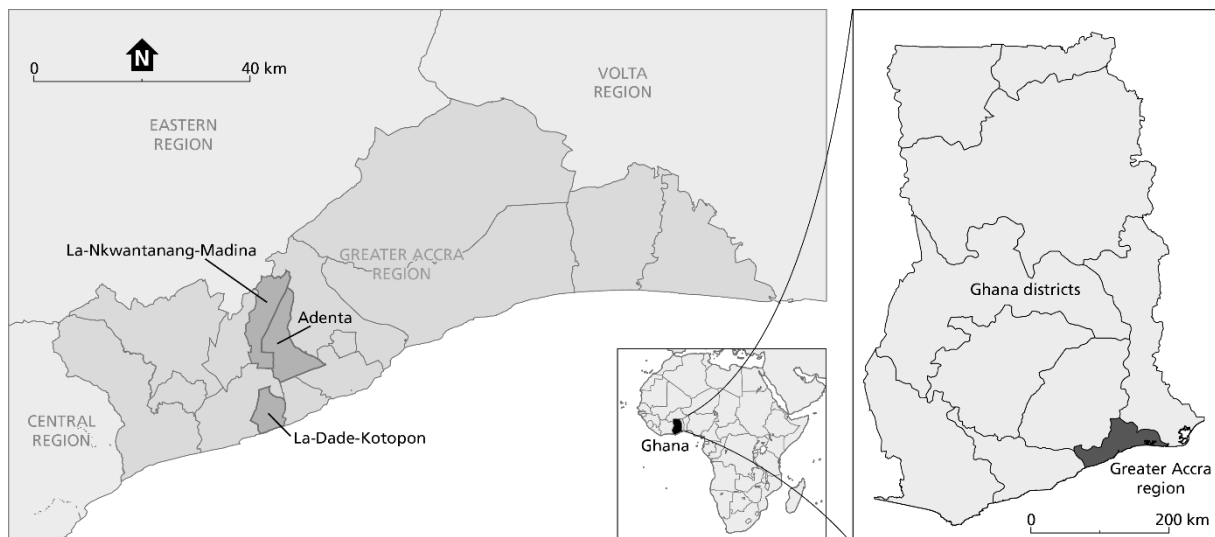 N
0 40 km
VOLTA
REGION
EASTERN
REGION
La-Nkwantanang-Madina
GREATER ACCRA
REGION
Adenta
CENTRAL
REGION
La-Dade-Kotopon
Ghana
Ghana districts
Greater Accra
region
0 200 km